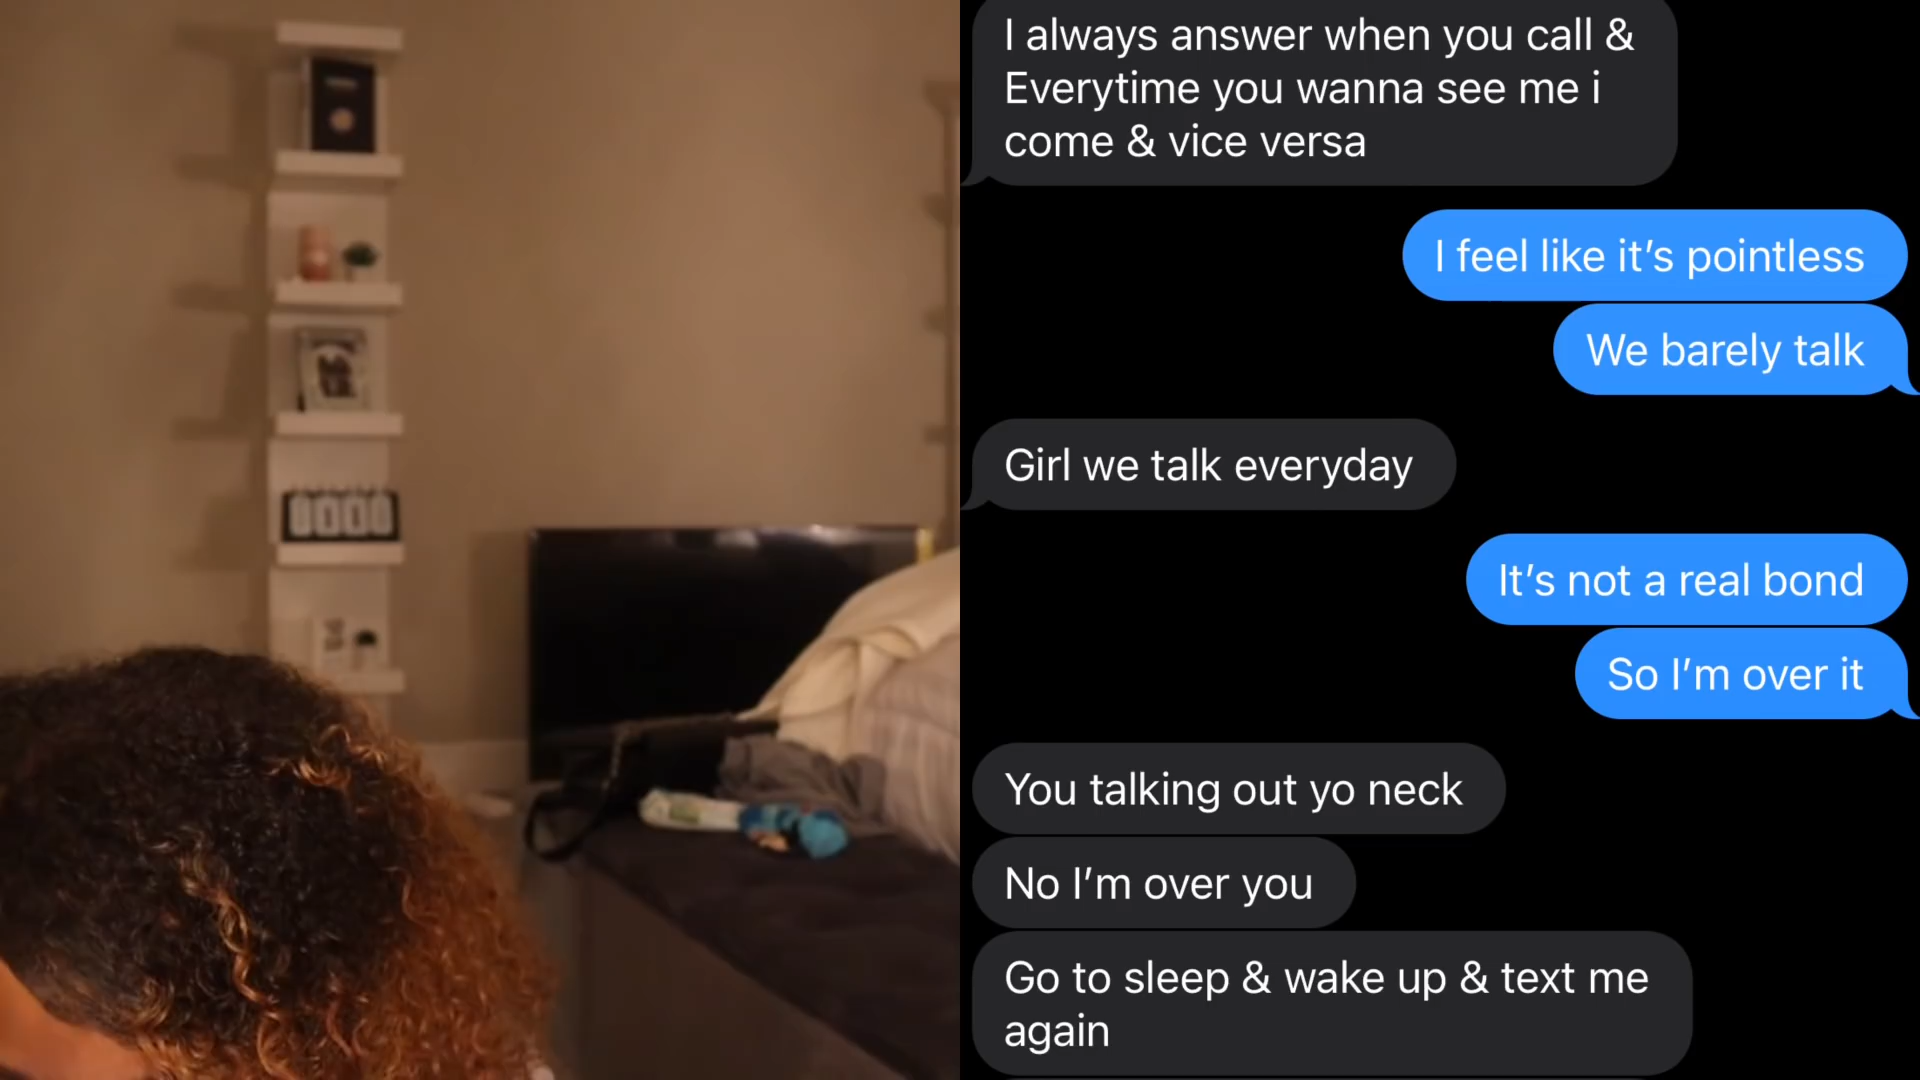 I always answer when you call &
Everytime you wanna see me i
come & vice versa
I feel like it’s pointless
We barely talk
Girl we talk everyday
It’s not a real bond
So I’m over it
You talking out yo neck
No I’m over you
Go to sleep & wake up & text me
again